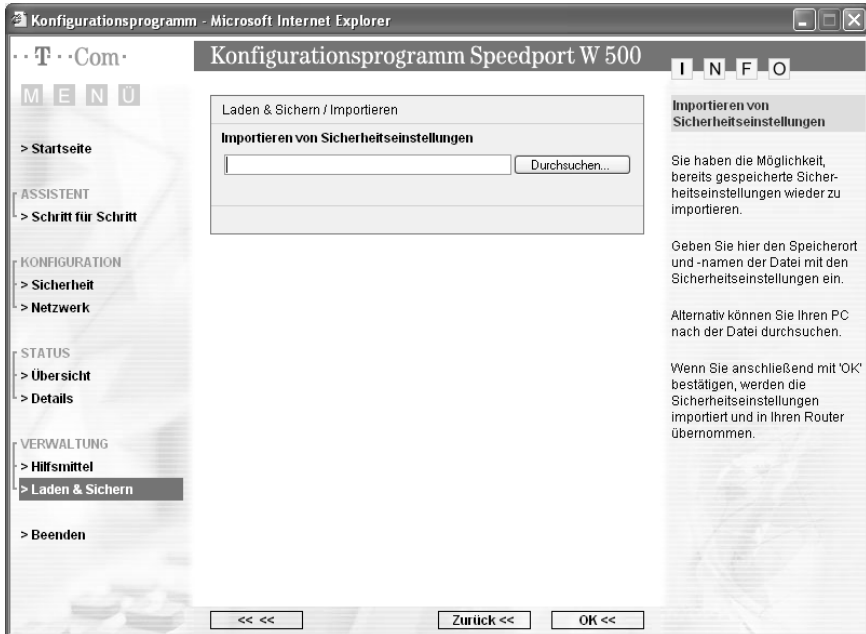 Konfigurationsprogramm - Microsoft Internet Explorer
··T··Com·
Konfigurationsprogramm Speedport W 500
MENÜ
> Startseite
ASSISTENT
> Schritt für Schritt
KONFIGURATION
> Sicherheit
> Netzwerk
STATUS
> Übersicht
> Details
VERWALTUNG
> Hilfsmittel
> Laden & Sichern
> Beenden
Laden & Sichern / Importieren
Importieren von Sicherheitseinstellungen
Durchsuchen...
<< <<
Zurück <<
OK <<
INFO
Importieren von
Sicherheitseinstellungen
Sie haben die Möglichkeit,
bereits gespeicherte Sicher-
heitseinstellungen wieder zu
importieren.
Geben Sie hier den Speicherort
und -namen der Datei mit den
Sicherheitseinstellungen ein.
Alternativ können Sie Ihren PC
nach der Datei durchsuchen.
Wenn Sie anschließend mit 'OK'
bestätigen, werden die
Sicherheitseinstellungen
importiert und in Ihren Router
übernommen.